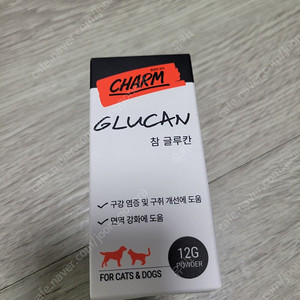 CHARM
GLUCAN
참 글루칸
구강 염증 및 구취 개선에 도움
면역 강화에 도움
12G
POWDER
FOR CATS & DOGS